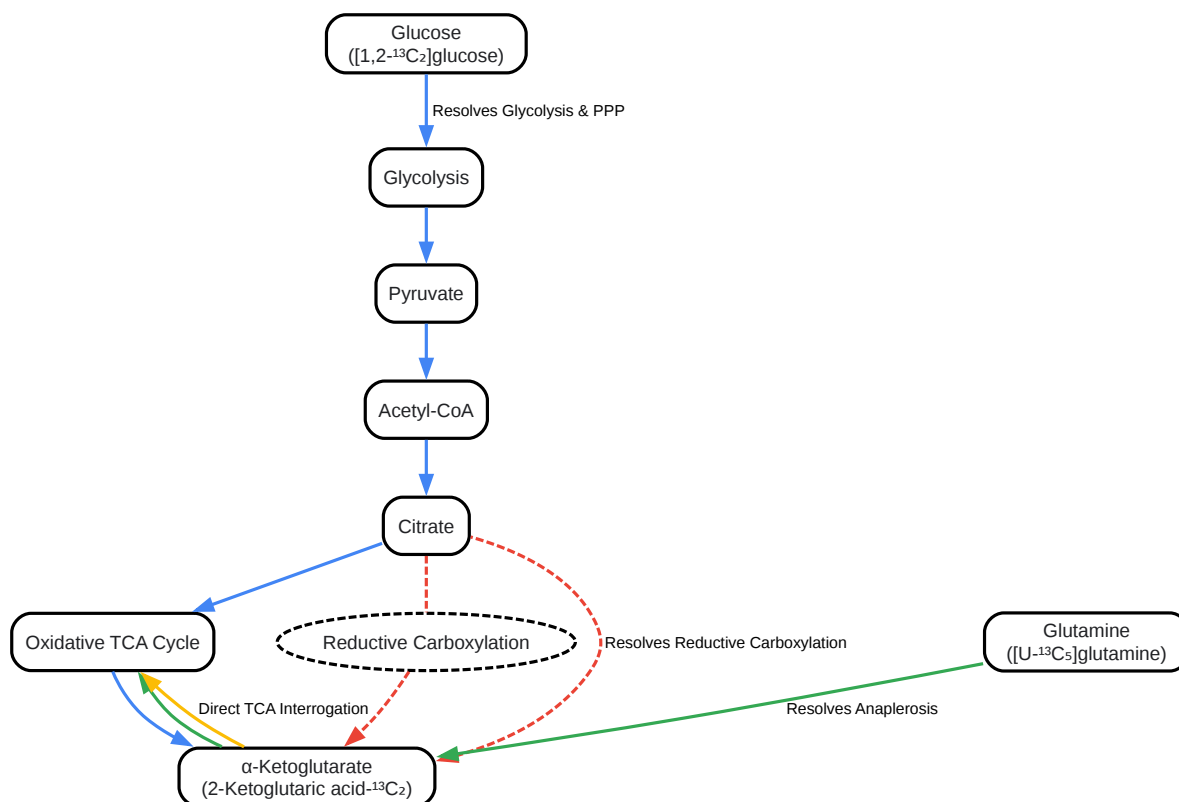 Glucose
([1,2-¹³C₂]glucose)
Resolves Glycolysis & PPP
Glycolysis
Pyruvate
Acetyl-CoA
Citrate
Oxidative TCA Cycle
Reductive Carboxylation
Resolves Reductive Carboxylation
Glutamine
([U-¹³C₅]glutamine)
Direct TCA Interrogation
Resolves Anaplerosis
α-Ketoglutarate
(2-Ketoglutaric acid-¹³C₂)